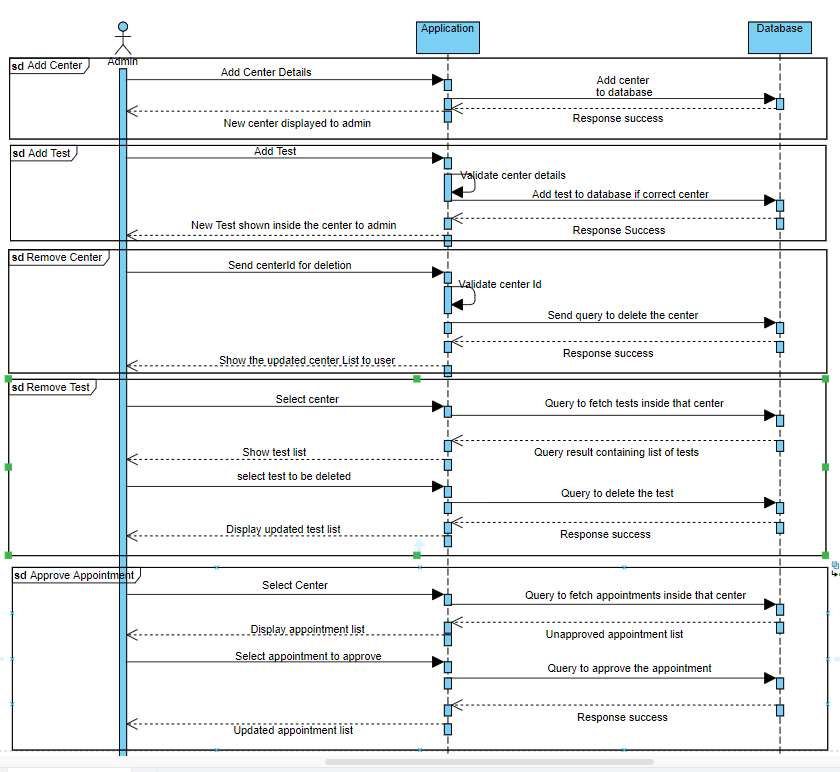 Application
Database
Admin
sd Add Center
Add Center Details
Add center
to database
Response success
New center displayed to admin
sd Add Test
Add Test
Validate center details
Add test to database if correct center
New Test shown inside the center to admin
Response Success
sd Remove Center
Send centerId for deletion
Validate center Id
Send query to delete the center
Response success
Show the updated center List to user
sd Remove Test
Select center
Query to fetch tests inside that center
Show test list
Query result containing list of tests
select test to be deleted
Query to delete the test
Display updated test list
Response success
sd Approve Appointment
Select Center
Query to fetch appointments inside that center
Display appointment list
Unapproved appointment list
Select appointment to approve
Query to approve the appointment
Response success
Updated appointment list